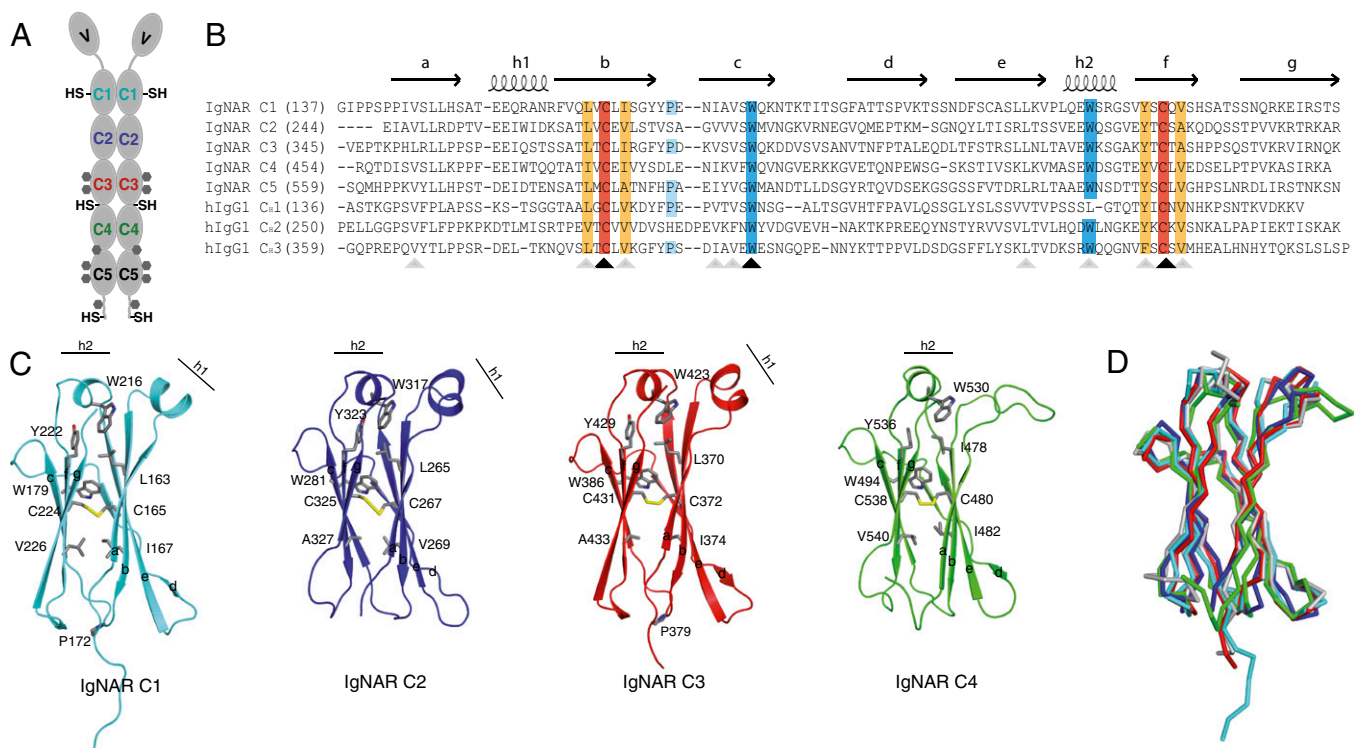 A
V V
HS- C1 C1 -SH
C2 C2
C3 C3
HS- -SH
C4 C4
C5 C5
HS- -SH
B
a h1 b c d e h2 f g
IgNAR C1 (137) GIPPSPPIVSLLHSAT-EEQRANRFVQLVCLISGYYPE--NIAVSWQKNTKTITSGFATTSPVKTSSNDFSCASLLKVPLQEWSRGSVYSCQVSHSATSSNQRKEIRSTS
IgNAR C2 (244) ---- EIAVLLRDPTV-EEIWIDKSATLVCEVLSTVSA--GVVVSWMVNGKVRNEGVQMEPTKM-SGNQYLTISRLTSSVEEWQSGVEYTCSAKQDQSSTPVVKRTRKAR
IgNAR C3 (345) -VEPTKPHLRLLPPSP-EEIQSTSSATLTCLIRGFYPD--KVSVSWQKDDVSVSANVTNFPTALEQDLTFSTRSLLNLTAVEWKSGAKYTCTASHPPSQSTVKRVIRNQK
IgNAR C4 (454) --RQTDISVSLLKPPF-EEIWTQQTATIVCEIVYSDLE--NIKVFWQVNGVERKKGVETQNPEWSG-SKSTIVSKLKVMASEWDSGTEYVCLVEDSELPTPVKASIRKA
IgNAR C5 (559) -SQMHPPKVYLLHPST-DEIDTENSATLMCLATNFHPA--EIYVGWMANDTLLDSGYRTQVDSEKGSGSSFVTDRLRLTAAEWNSDTTYSCLVGHPSLNRDLIRSTNKSN
hIgG1 CH1 (136) -ASTKGPSVFPLAPSS-KS-TSGGTAALGCLVKDYFPE--PVTVSWNSG-ALTSGVHTFPAVLQSSGLYSLSSVVTVPSSSL-GTQTYICNVNHKPSNTKVDKKV
hIgG1 CH2 (250) PELLGGPSVFLFPPKPKDTLMISRTPEVTCVVVDVSHEDPEVKFNWYVDGVEVH-NAKTKPREEQYNSTYRVVSVLTVLHQDWLNGKEYKCKVSNKALPAPIEKTISKAK
hIgG1 CH3 (359) -GQPREPQVYTLPPSR-DEL-TKNQVSLTCLVKGFYPS--DIAVEWESNGQPE-NNYKTTPPVLDSDGSFFLYSKLTVDKSRWQQGNVFSCSVMHEALHNHYTQKSLSLSP
C
h2 h1
W216
Y222
c g
W179 L163
C224 C165
V226 I167
a
b e d
P172
IgNAR C1
h2 h1
W317
Y323
c g
W281 L265
C325 C267
A327 V269
a
b e d
IgNAR C2
h2 h1
W423
Y429
c f g
W386 L370
C431 C372
A433 I374
a
b e d
P379
IgNAR C3
h2
W530
Y536 I478
c f g
W494
C538 C480
V540 I482
a
b e d
IgNAR C4
D